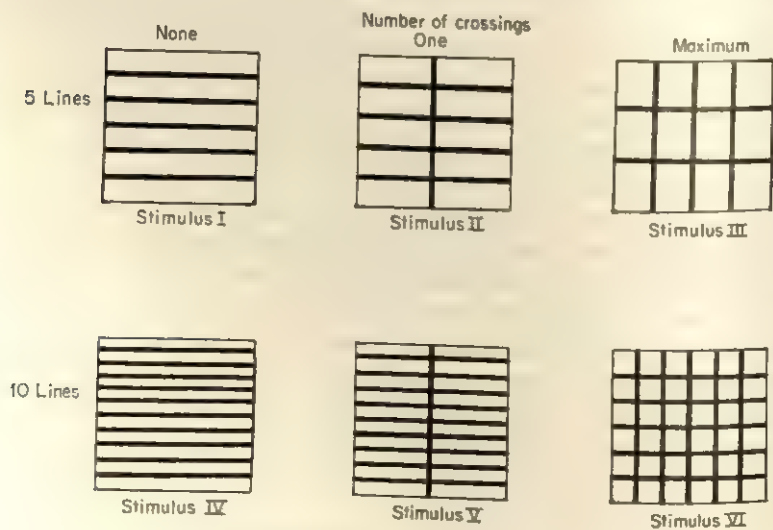 Number of crossings
None
One
Maximum
5 Lines
Stimulus I
Stimulus II
Stimulus III
10 Lines
Stimulus IV
Stimulus V
Stimulus VI